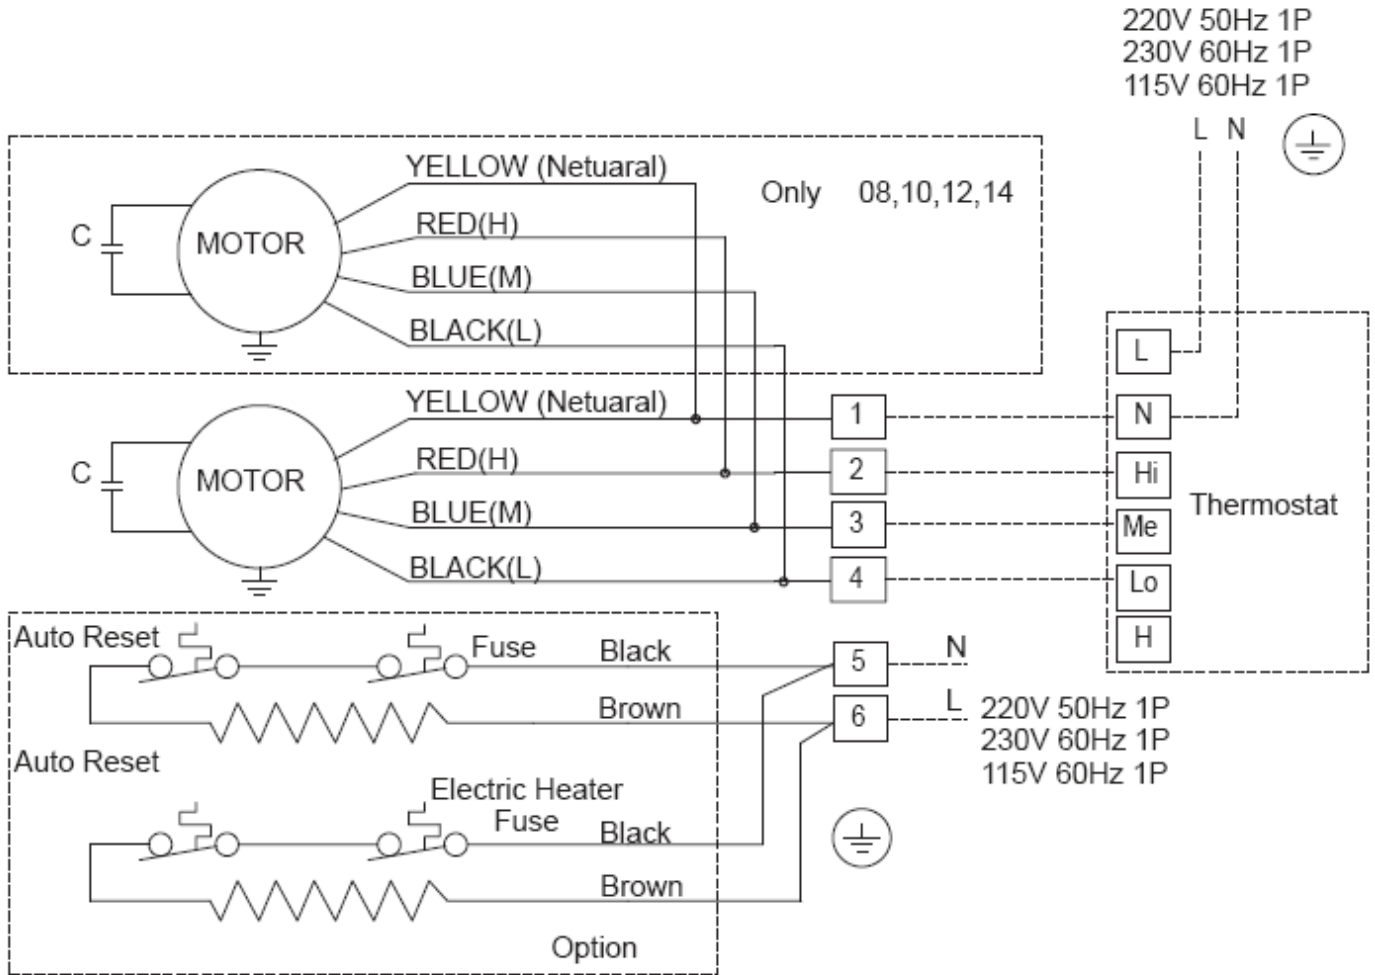 220V 50Hz 1P
230V 60Hz 1P
115V 60Hz 1P
L N
YELLOW (Netuaral)
Only 08,10,12,14
RED(H)
C
MOTOR
BLUE(M)
BLACK(L)
L
YELLOW (Netuaral)
1
N
RED(H)
2
Hi
C
MOTOR
BLUE(M)
3
Me
Thermostat
BLACK(L)
4
Lo
H
Auto Reset
Fuse
Black
5
N
Brown
6
L
220V 50Hz 1P
230V 60Hz 1P
115V 60Hz 1P
Auto Reset
Electric Heater
Fuse
Black
Brown
Option